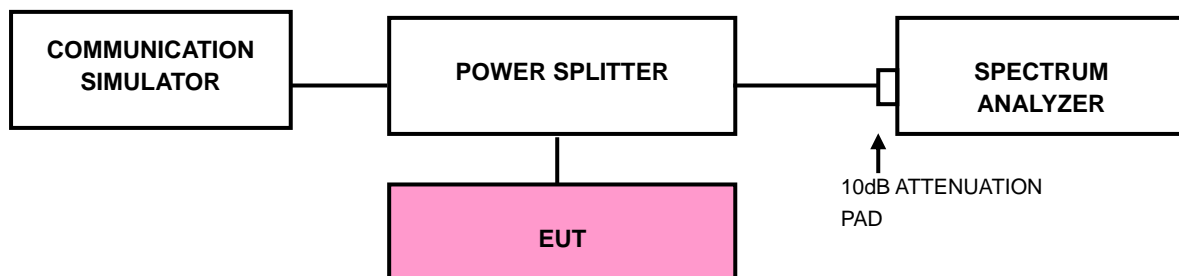 COMMUNICATION
SIMULATOR
POWER SPLITTER
SPECTRUM
ANALYZER
10dB ATTENUATION
PAD
EUT